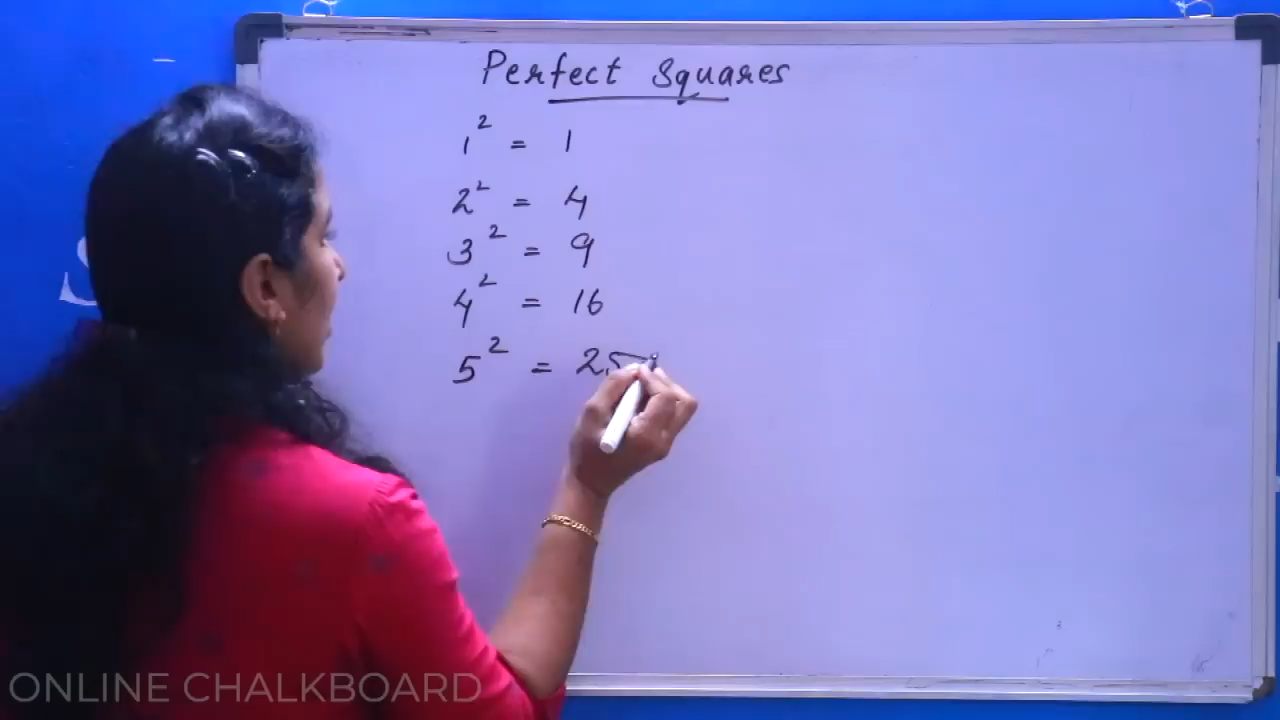 Perfect Squares
1² = 1
2² = 4
3² = 9
4² = 16
5² = 25
ONLINE CHALKBOARD